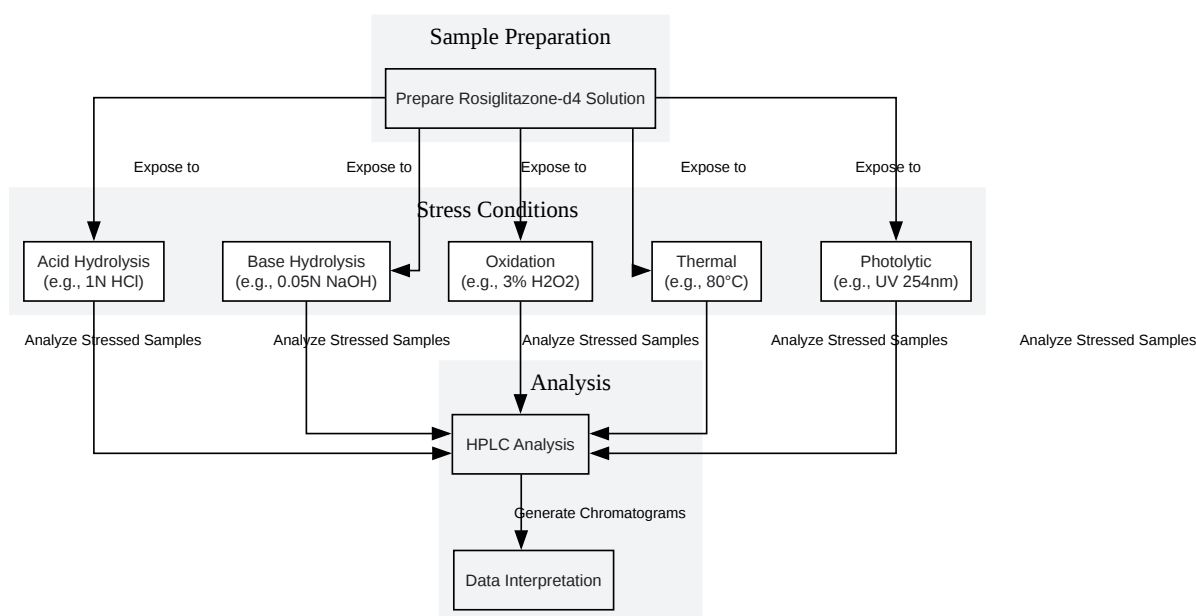 Sample Preparation
Prepare Rosiglitazone-d4 Solution
Expose to
Expose to
Expose to
Expose to
Expose to
Stress Conditions
Acid Hydrolysis
(e.g., 1N HCl)
Base Hydrolysis
(e.g., 0.05N NaOH)
Oxidation
(e.g., 3% H2O2)
Thermal
(e.g., 80°C)
Photolytic
(e.g., UV 254nm)
Analyze Stressed Samples
Analyze Stressed Samples
Analyze Stressed Samples
Analyze Stressed Samples
Analyze Stressed Samples
Analysis
HPLC Analysis
Generate Chromatograms
Data Interpretation